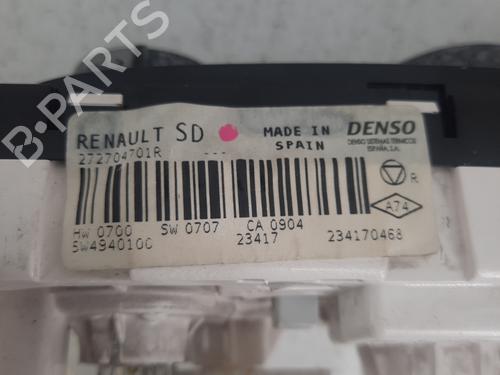 RENAULT SD
MADE IN
SPAIN
DENSO
DENSO SISTEMAS TERMICOS
ESPAÑA, S.A.
272704701R ---
R
A74
HW 0700 SW 0707 CA 0904
SW494010C 23417 234170468
B-PARTS